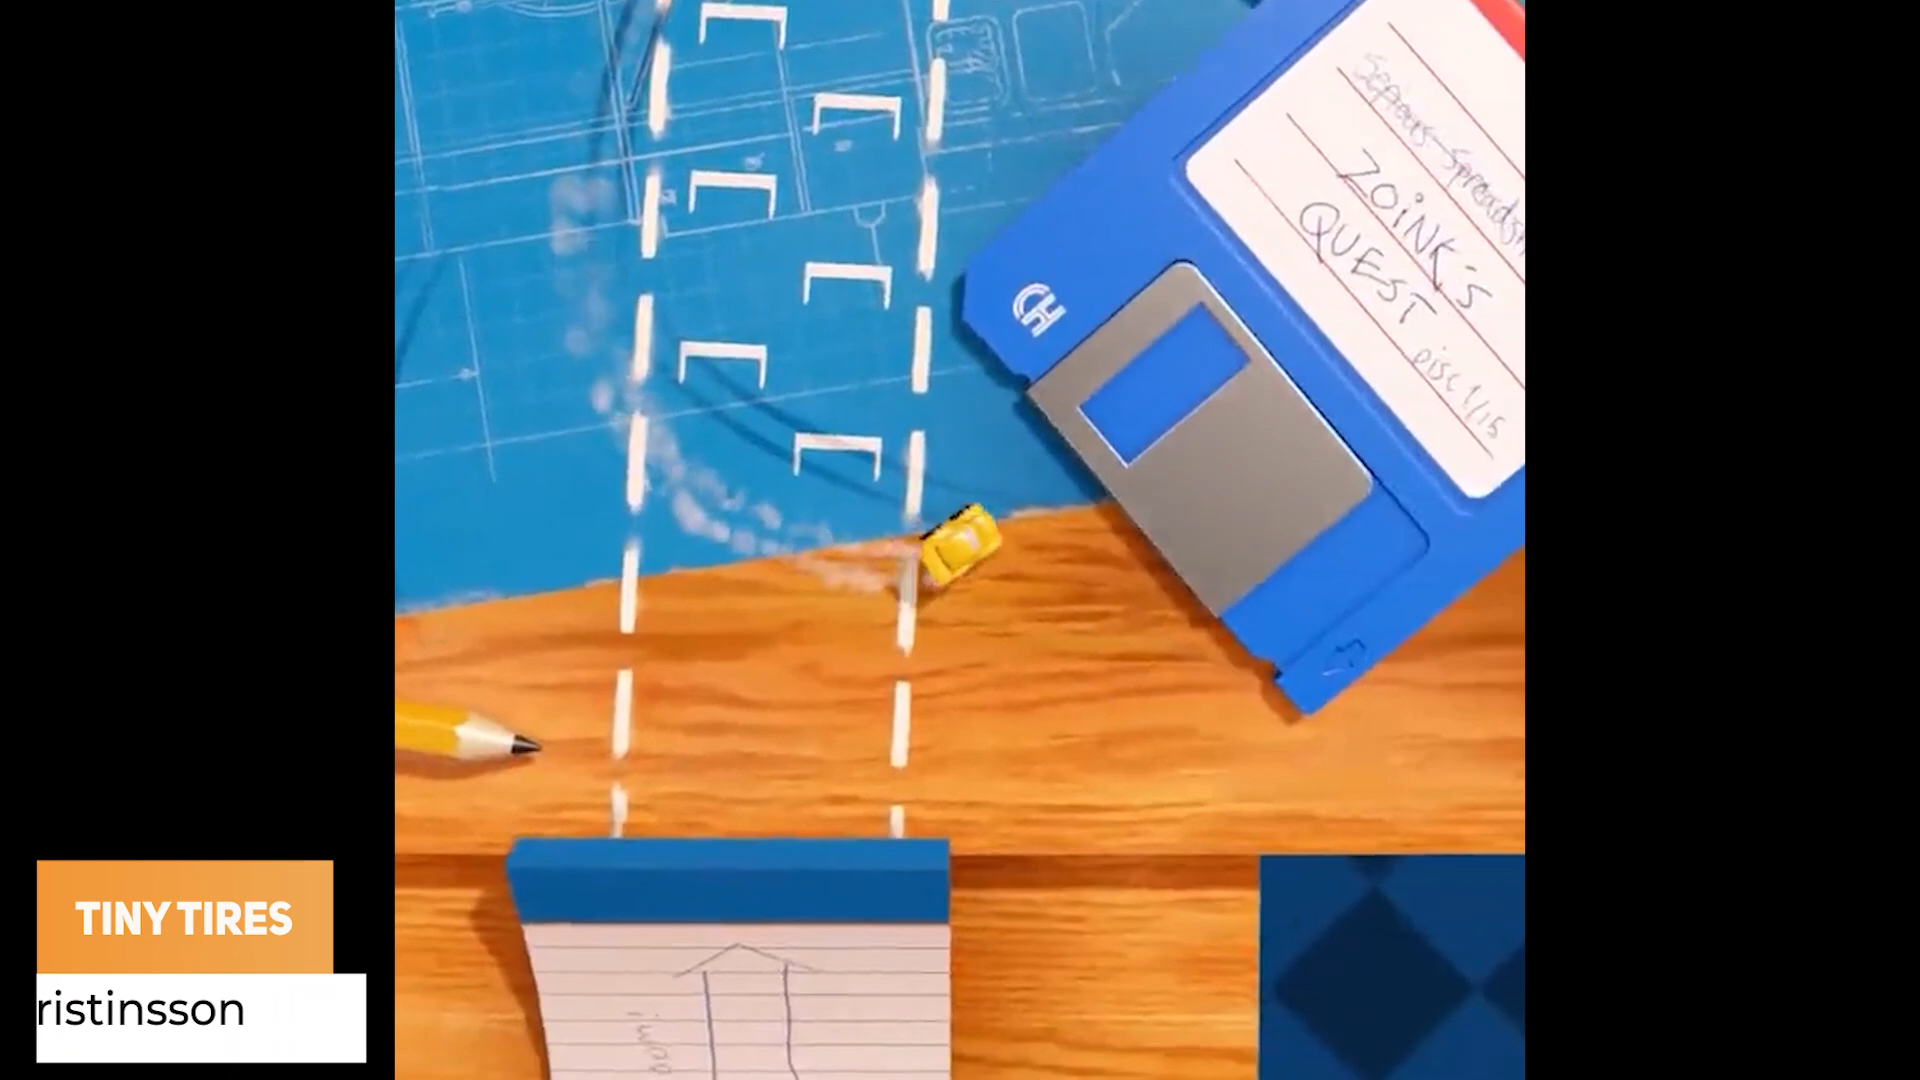 ZOINK'S
QUEST
DISC 1/15
TINY TIRES
ristinsson